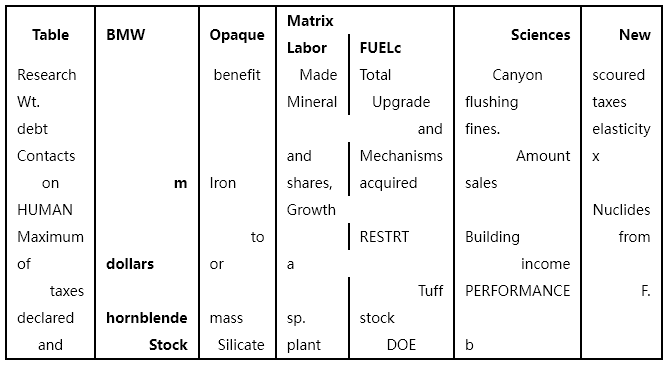 Table BMW Opaque Matrix Sciences New
Labor FUELc
Research benefit Made Total Canyon scoured
Wt. Mineral Upgrade flushing taxes
debt and fines. elasticity
Contacts and Mechanisms Amount x
on m Iron shares, acquired sales
HUMAN Growth Nuclides
Maximum to RESTRT Building from
of dollars or a income
taxes Tuff PERFORMANCE F.
declared hornblende mass sp. stock
and Stock Silicate plant DOE b